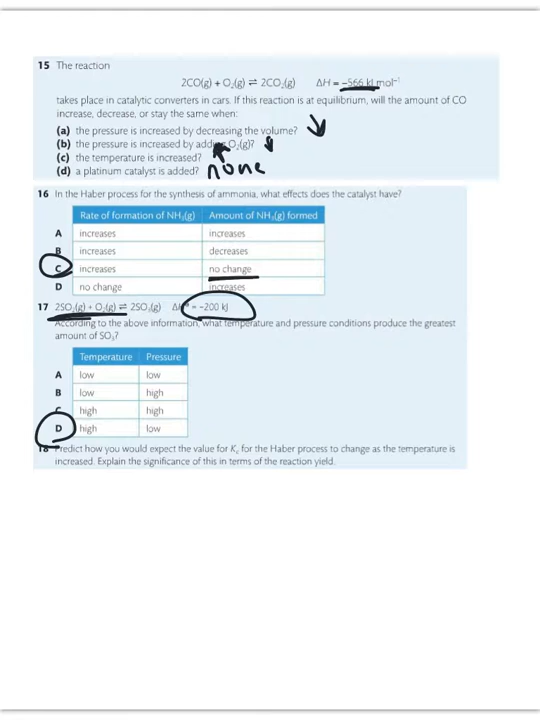 15 The reaction
2CO(g) + O₂(g) ⇌ 2CO₂(g) ΔH = −566 kJ mol⁻¹
takes place in catalytic converters in cars. If this reaction is at equilibrium, will the amount of CO
increase, decrease, or stay the same when:
(a) the pressure is increased by decreasing the volume? ↓
(b) the pressure is increased by adding O₂(g)? ↓
(c) the temperature is increased? ↑
(d) a platinum catalyst is added? none
16 In the Haber process for the synthesis of ammonia, what effects does the catalyst have?
Rate of formation of NH₃(g) Amount of NH₃(g) formed
A increases increases
B increases decreases
C increases no change
D no change increases
17 2SO₂(g) + O₂(g) ⇌ 2SO₃(g) = −200 kJ
According to the above information, what temperature and pressure conditions produce the greatest
amount of SO₃?
Temperature Pressure
A low low
B low high
C high high
D high low
18 Predict how you would expect the value for Kc for the Haber process to change as the temperature is
increased. Explain the significance of this in terms of the reaction yield.